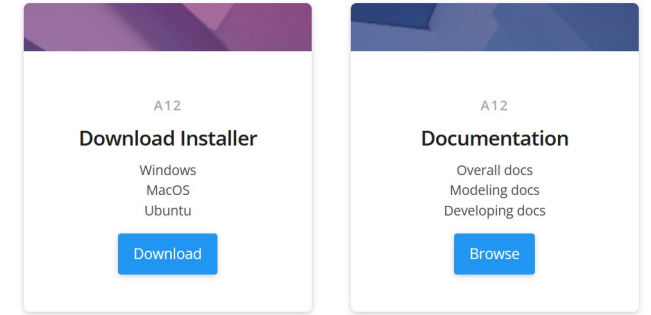 A12
Download Installer
Windows
MacOS
Ubuntu
Download
A12
Documentation
Overall docs
Modeling docs
Developing docs
Browse